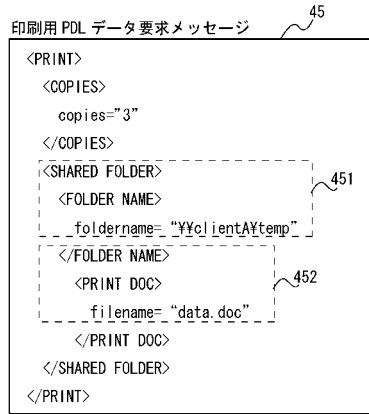 45
印刷用PDLデータ要求メッセージ
<PRINT>
<COPIES>
copies="3"
</COPIES>
<SHARED FOLDER>
451
<FOLDER NAME>
foldername= “¥¥clientA¥temp”
</FOLDER NAME>
452
<PRINT DOC>
filename= “data.doc”
</PRINT DOC>
</SHARED FOLDER>
</PRINT>